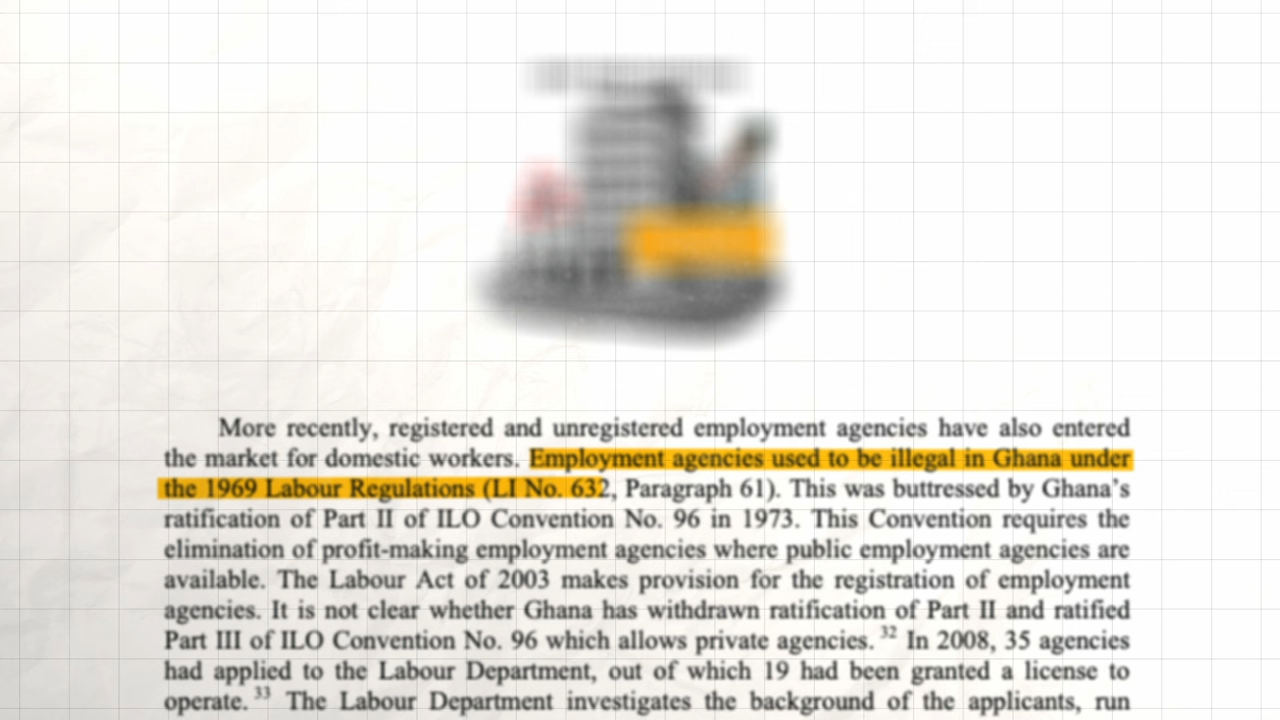 More recently, registered and unregistered employment agencies have also entered
the market for domestic workers. Employment agencies used to be illegal in Ghana under
the 1969 Labour Regulations (LI No. 632, Paragraph 61). This was buttressed by Ghana's
ratification of Part II of ILO Convention No. 96 in 1973. This Convention requires the
elimination of profit-making employment agencies where public employment agencies are
available. The Labour Act of 2003 makes provision for the registration of employment
agencies. It is not clear whether Ghana has withdrawn ratification of Part II and ratified
Part III of ILO Convention No. 96 which allows private agencies. 32 In 2008, 35 agencies
had applied to the Labour Department, out of which 19 had been granted a license to
operate. 33 The Labour Department investigates the background of the applicants, run